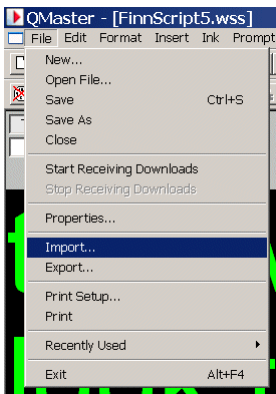 QMaster - [FinnScript5.wss]
File Edit Format Insert Ink Prompt
New...
Open File...
Save Ctrl+S
Save As
Close
Start Receiving Downloads
Stop Receiving Downloads
Properties...
Import...
Export...
Print Setup...
Print
Recently Used
Exit Alt+F4